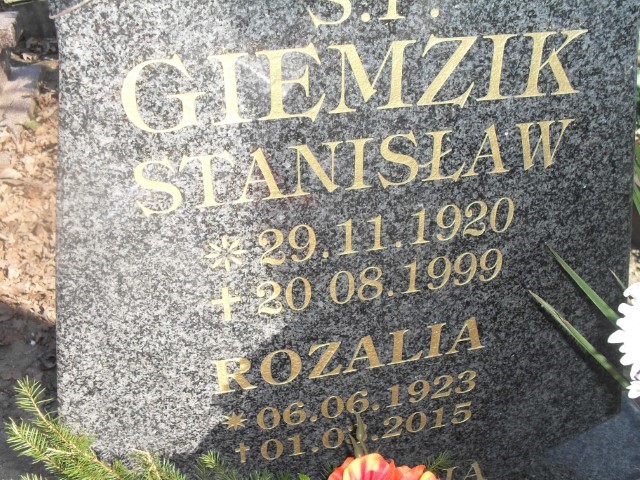 Ś.P.
GIEMZIK
STANISŁAW
* 29.11.1920
+ 20 08.1999
ROZALIA
* 06.06.1923